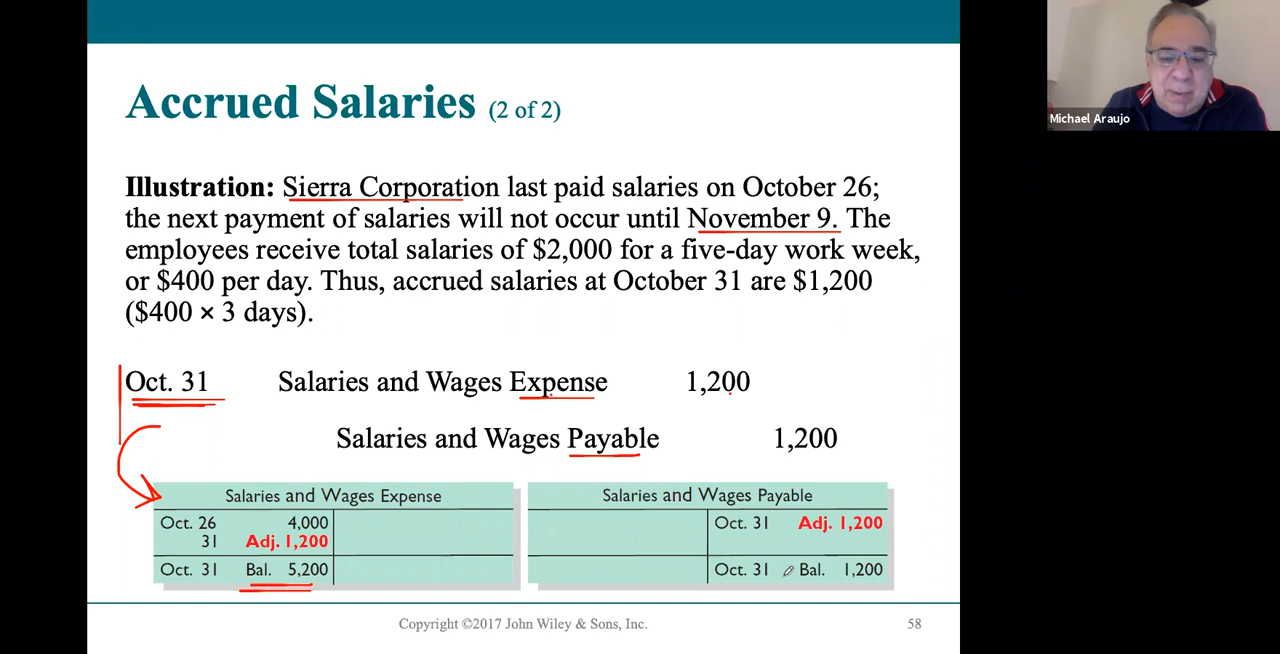 Michael Araujo
Accrued Salaries (2 of 2)
Illustration: Sierra Corporation last paid salaries on October 26;
the next payment of salaries will not occur until November 9. The
employees receive total salaries of $2,000 for a five-day work week,
or $400 per day. Thus, accrued salaries at October 31 are $1,200
($400 × 3 days).
Oct. 31 Salaries and Wages Expense 1,200
Salaries and Wages Payable 1,200
Salaries and Wages Expense
Oct. 26 4,000
31 Adj. 1,200
Oct. 31 Bal. 5,200
Salaries and Wages Payable
Oct. 31 Adj. 1,200
Oct. 31 Bal. 1,200
Copyright ©2017 John Wiley & Sons, Inc. 58